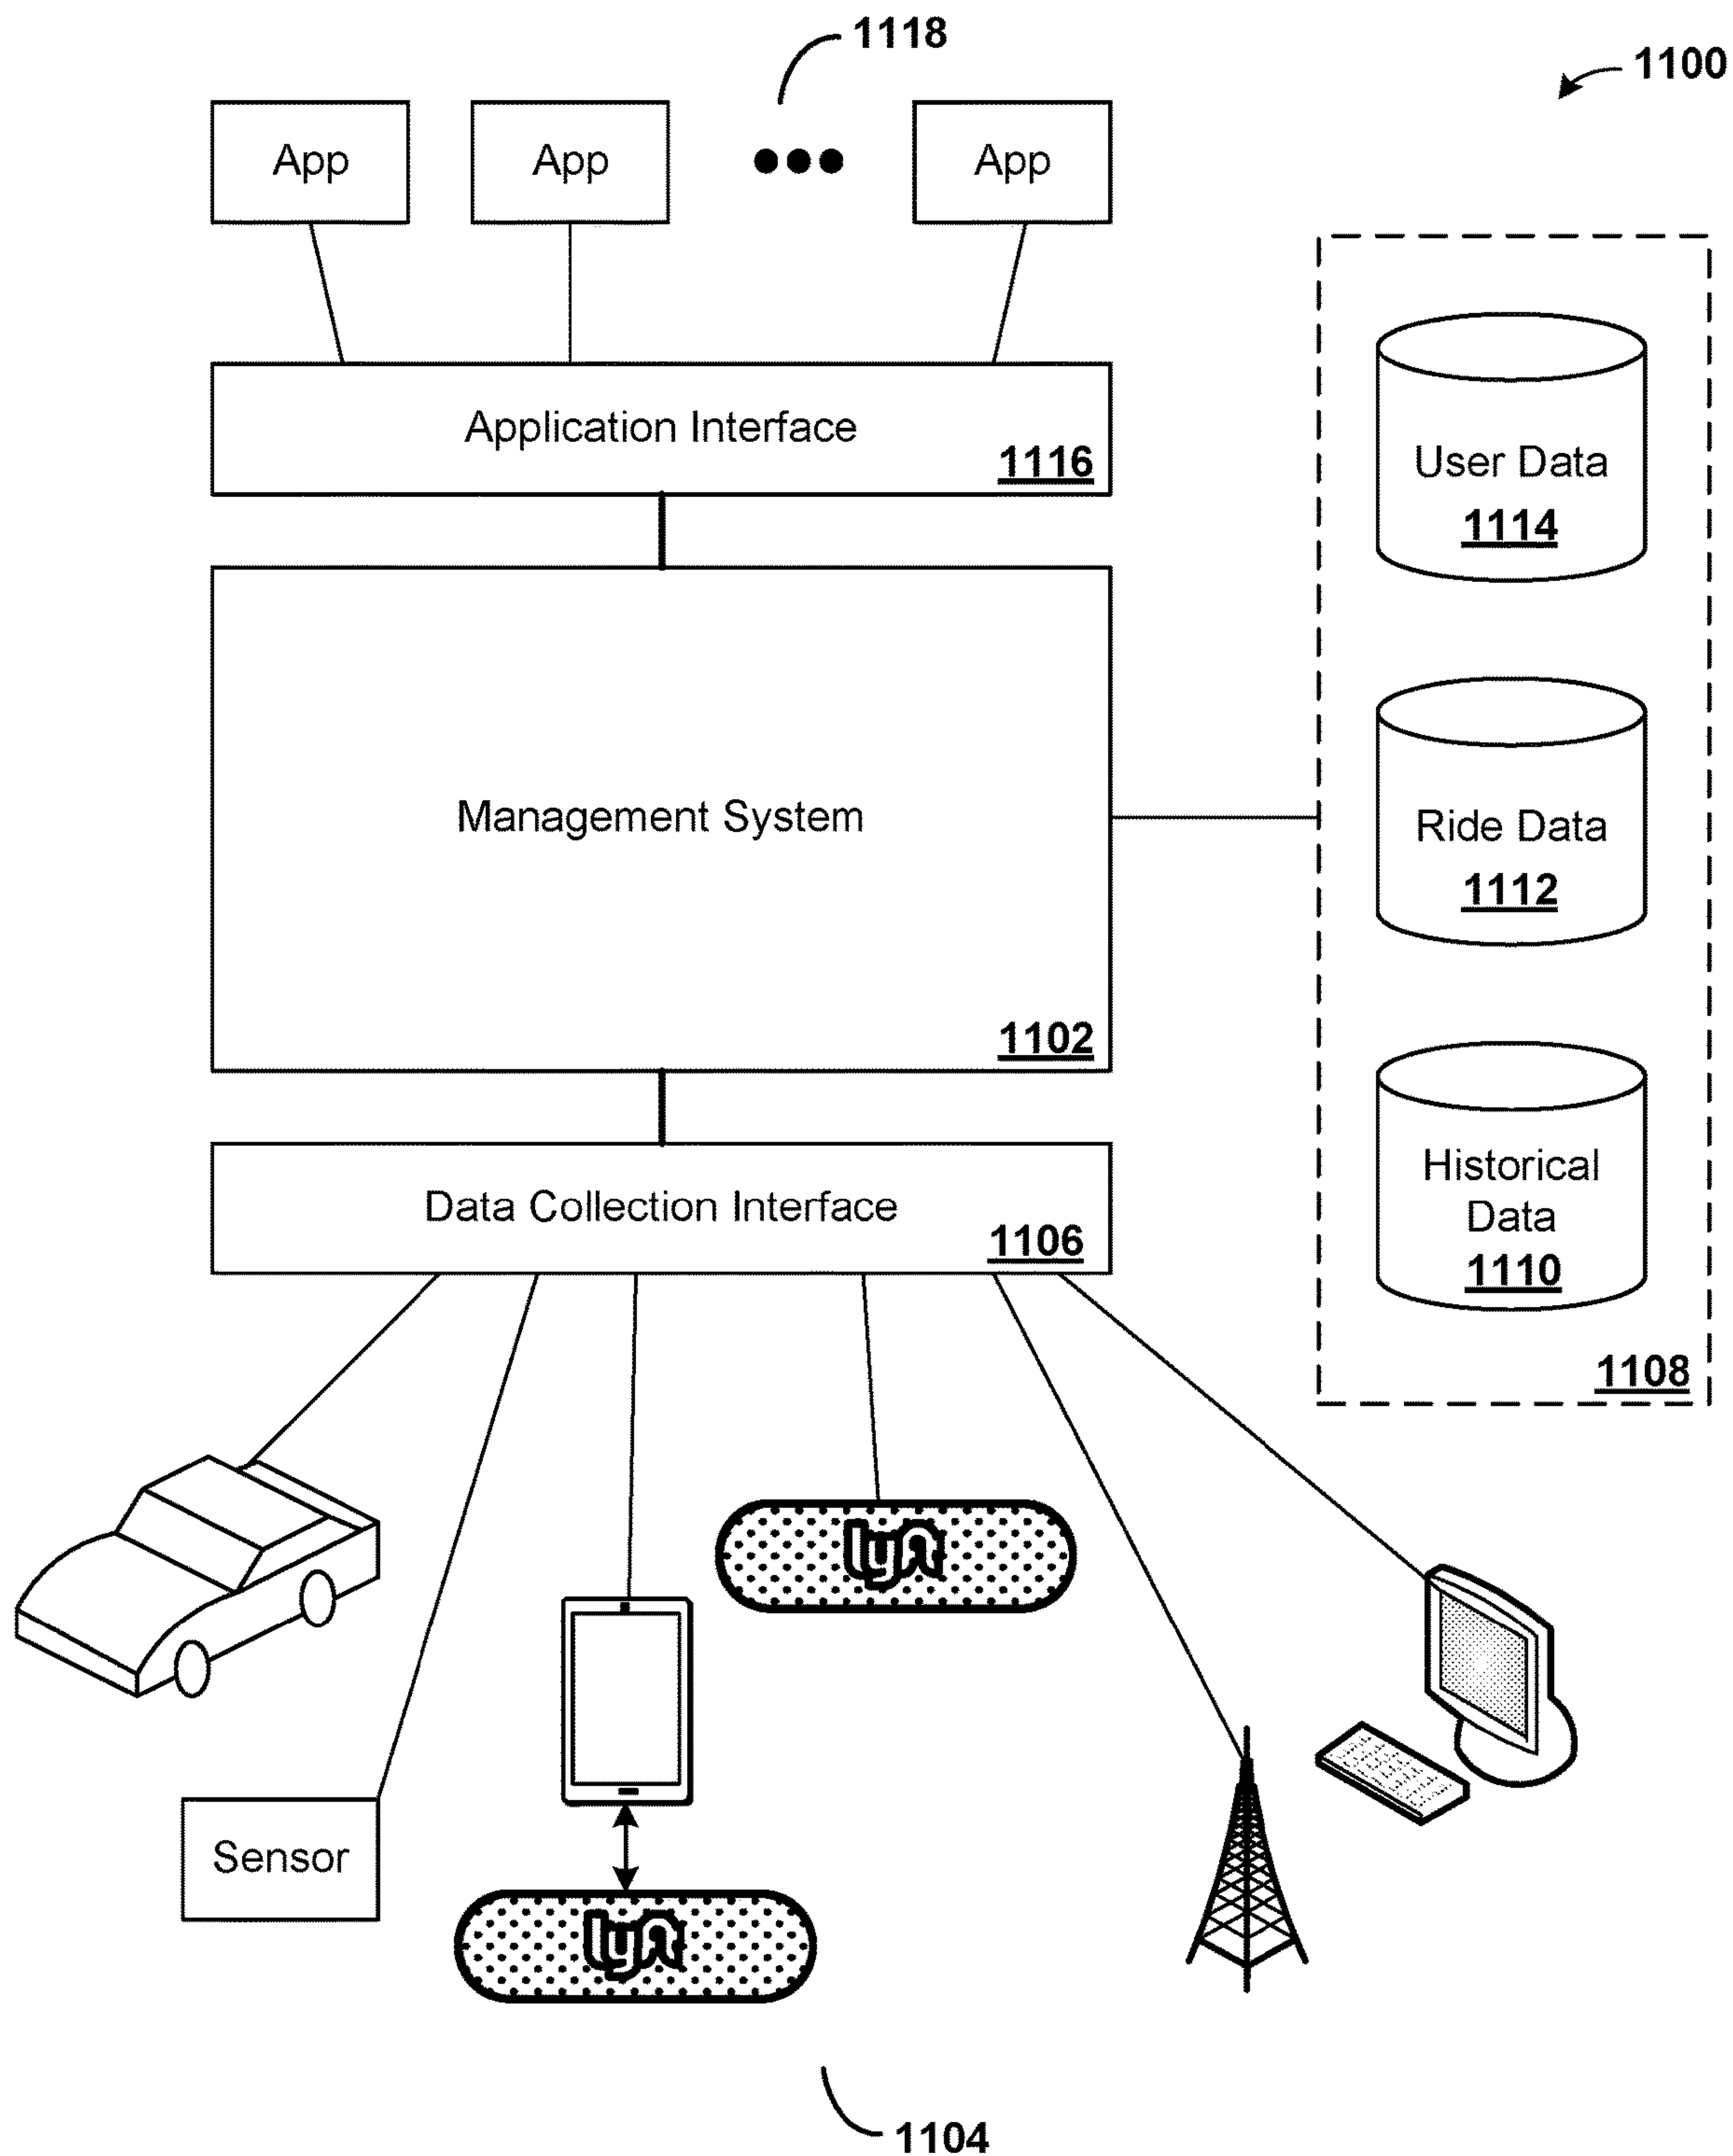 1118
1100
App
App
App
Application Interface
1116
User Data
1114
Management System
1102
Ride Data
1112
Data Collection Interface
1106
Historical
Data
1110
1108
lyft
Sensor
lyft
1104